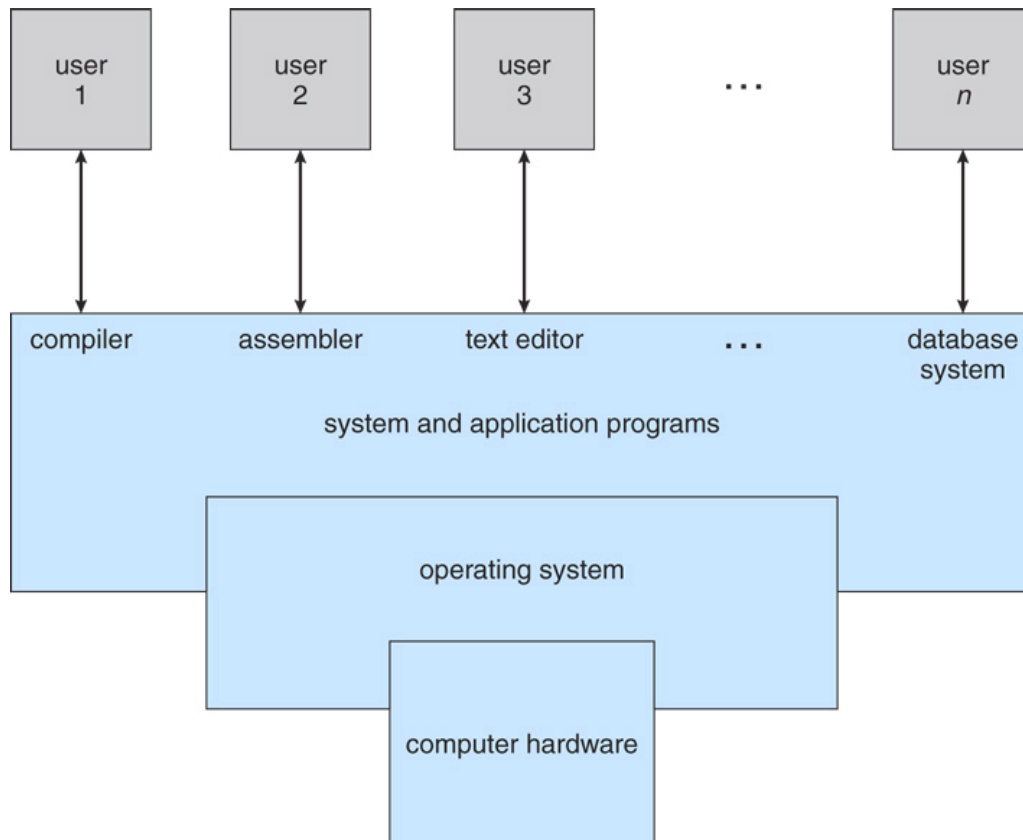 user
1
user
2
user
3
...
user
n
compiler
assembler
text editor
...
database
system
system and application programs
operating system
computer hardware